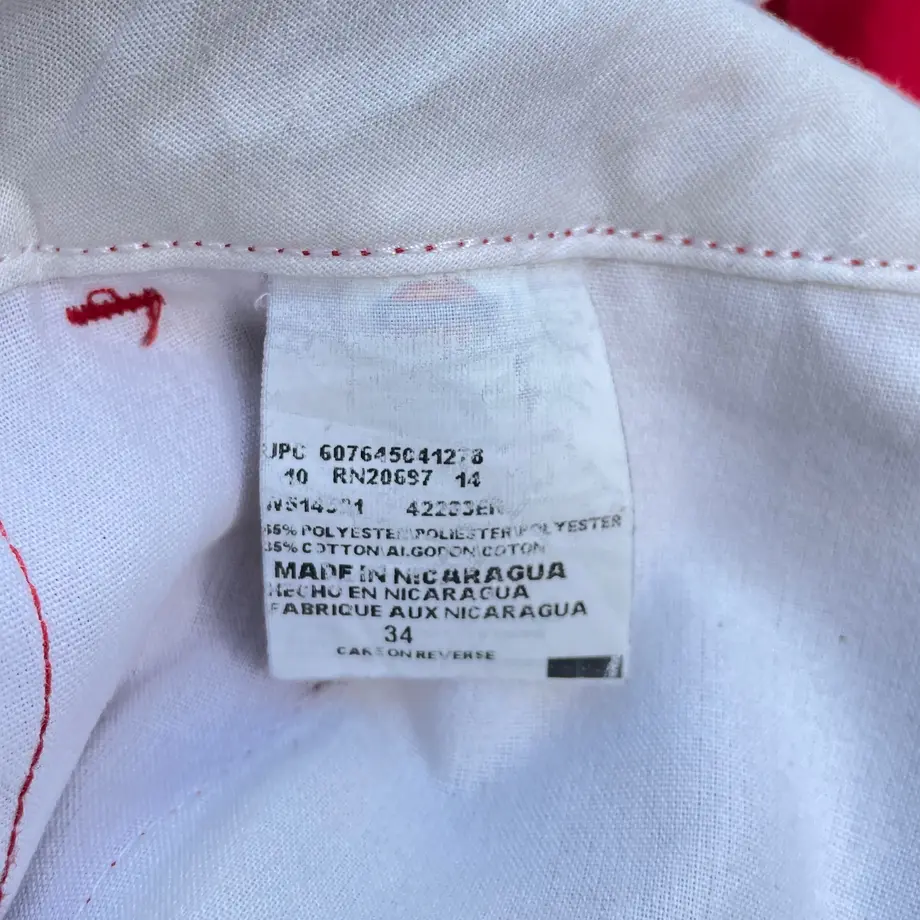 UPC 607645041278
10 RN20697 14
42283ER
65% POLYESTER\POLIESTER\POLYESTER
35% COTTON\ALGODON\COTON
MADE IN NICARAGUA
HECHO EN NICARAGUA
FABRIQUE AUX NICARAGUA
34
CARE ON REVERSE